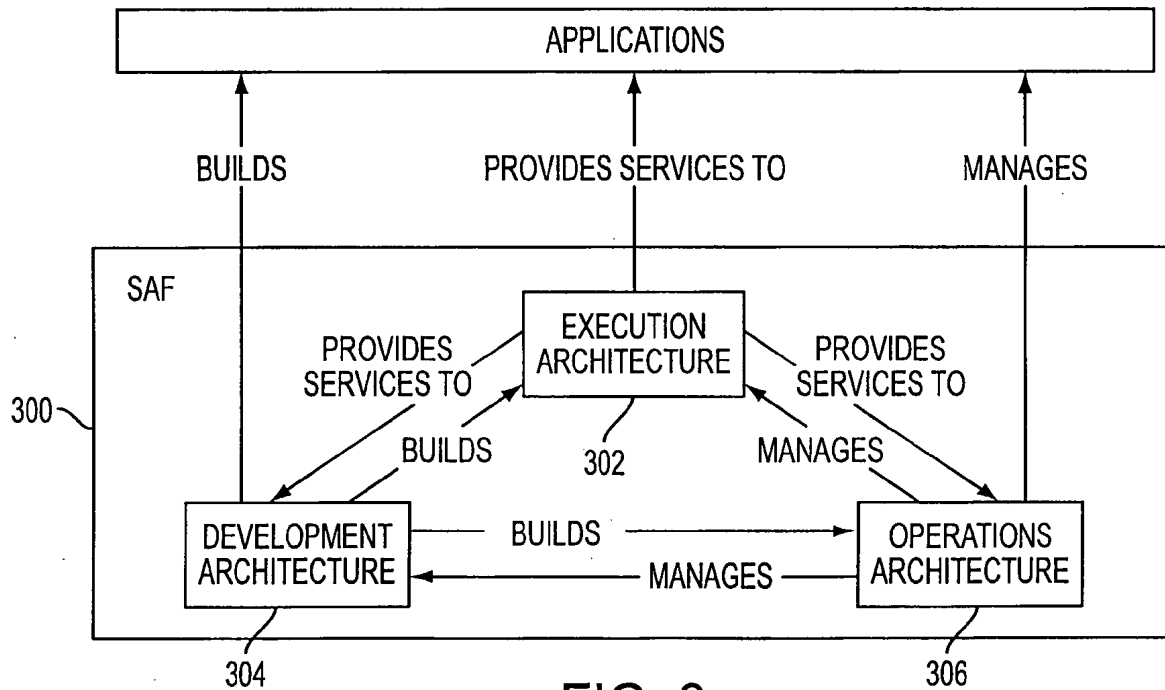 APPLICATIONS
BUILDS
PROVIDES SERVICES TO
MANAGES
SAF
EXECUTION
ARCHITECTURE
PROVIDES
SERVICES TO
PROVIDES
SERVICES TO
300
BUILDS
302
MANAGES
DEVELOPMENT
ARCHITECTURE
BUILDS
MANAGES
OPERATIONS
ARCHITECTURE
304
306